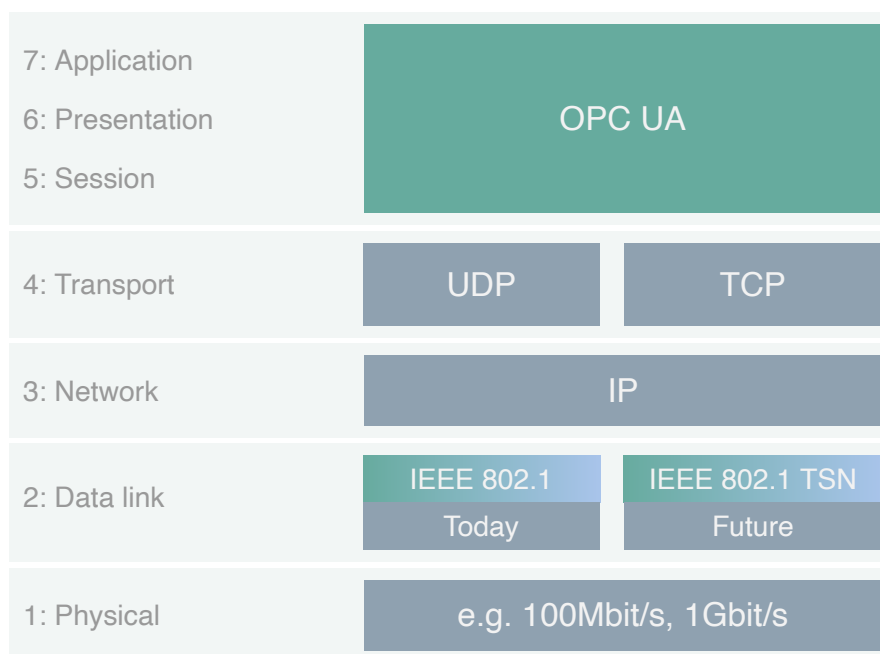 7: Application
6: Presentation
5: Session
OPC UA
4: Transport
UDP
TCP
3: Network
IP
2: Data link
IEEE 802.1
Today
IEEE 802.1 TSN
Future
1: Physical
e.g. 100Mbit/s, 1Gbit/s